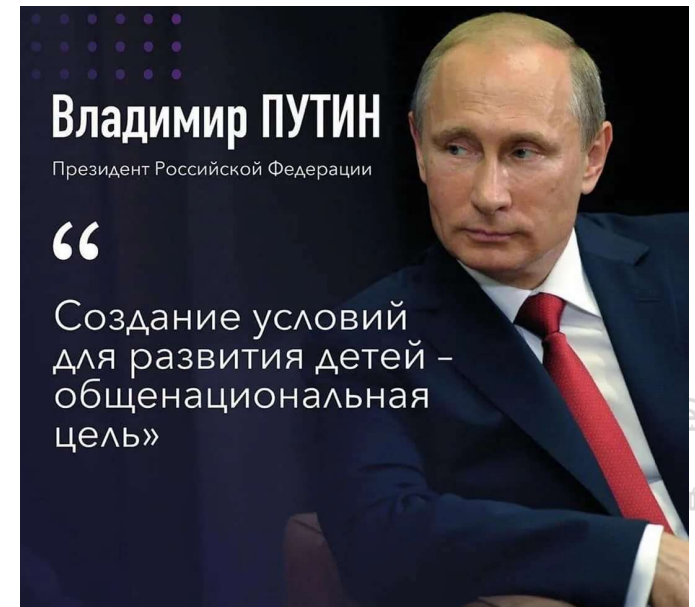 Владимир ПУТИН
Президент Российской Федерации
“
Создание условий
для развития детей –
общенациональная
цель»